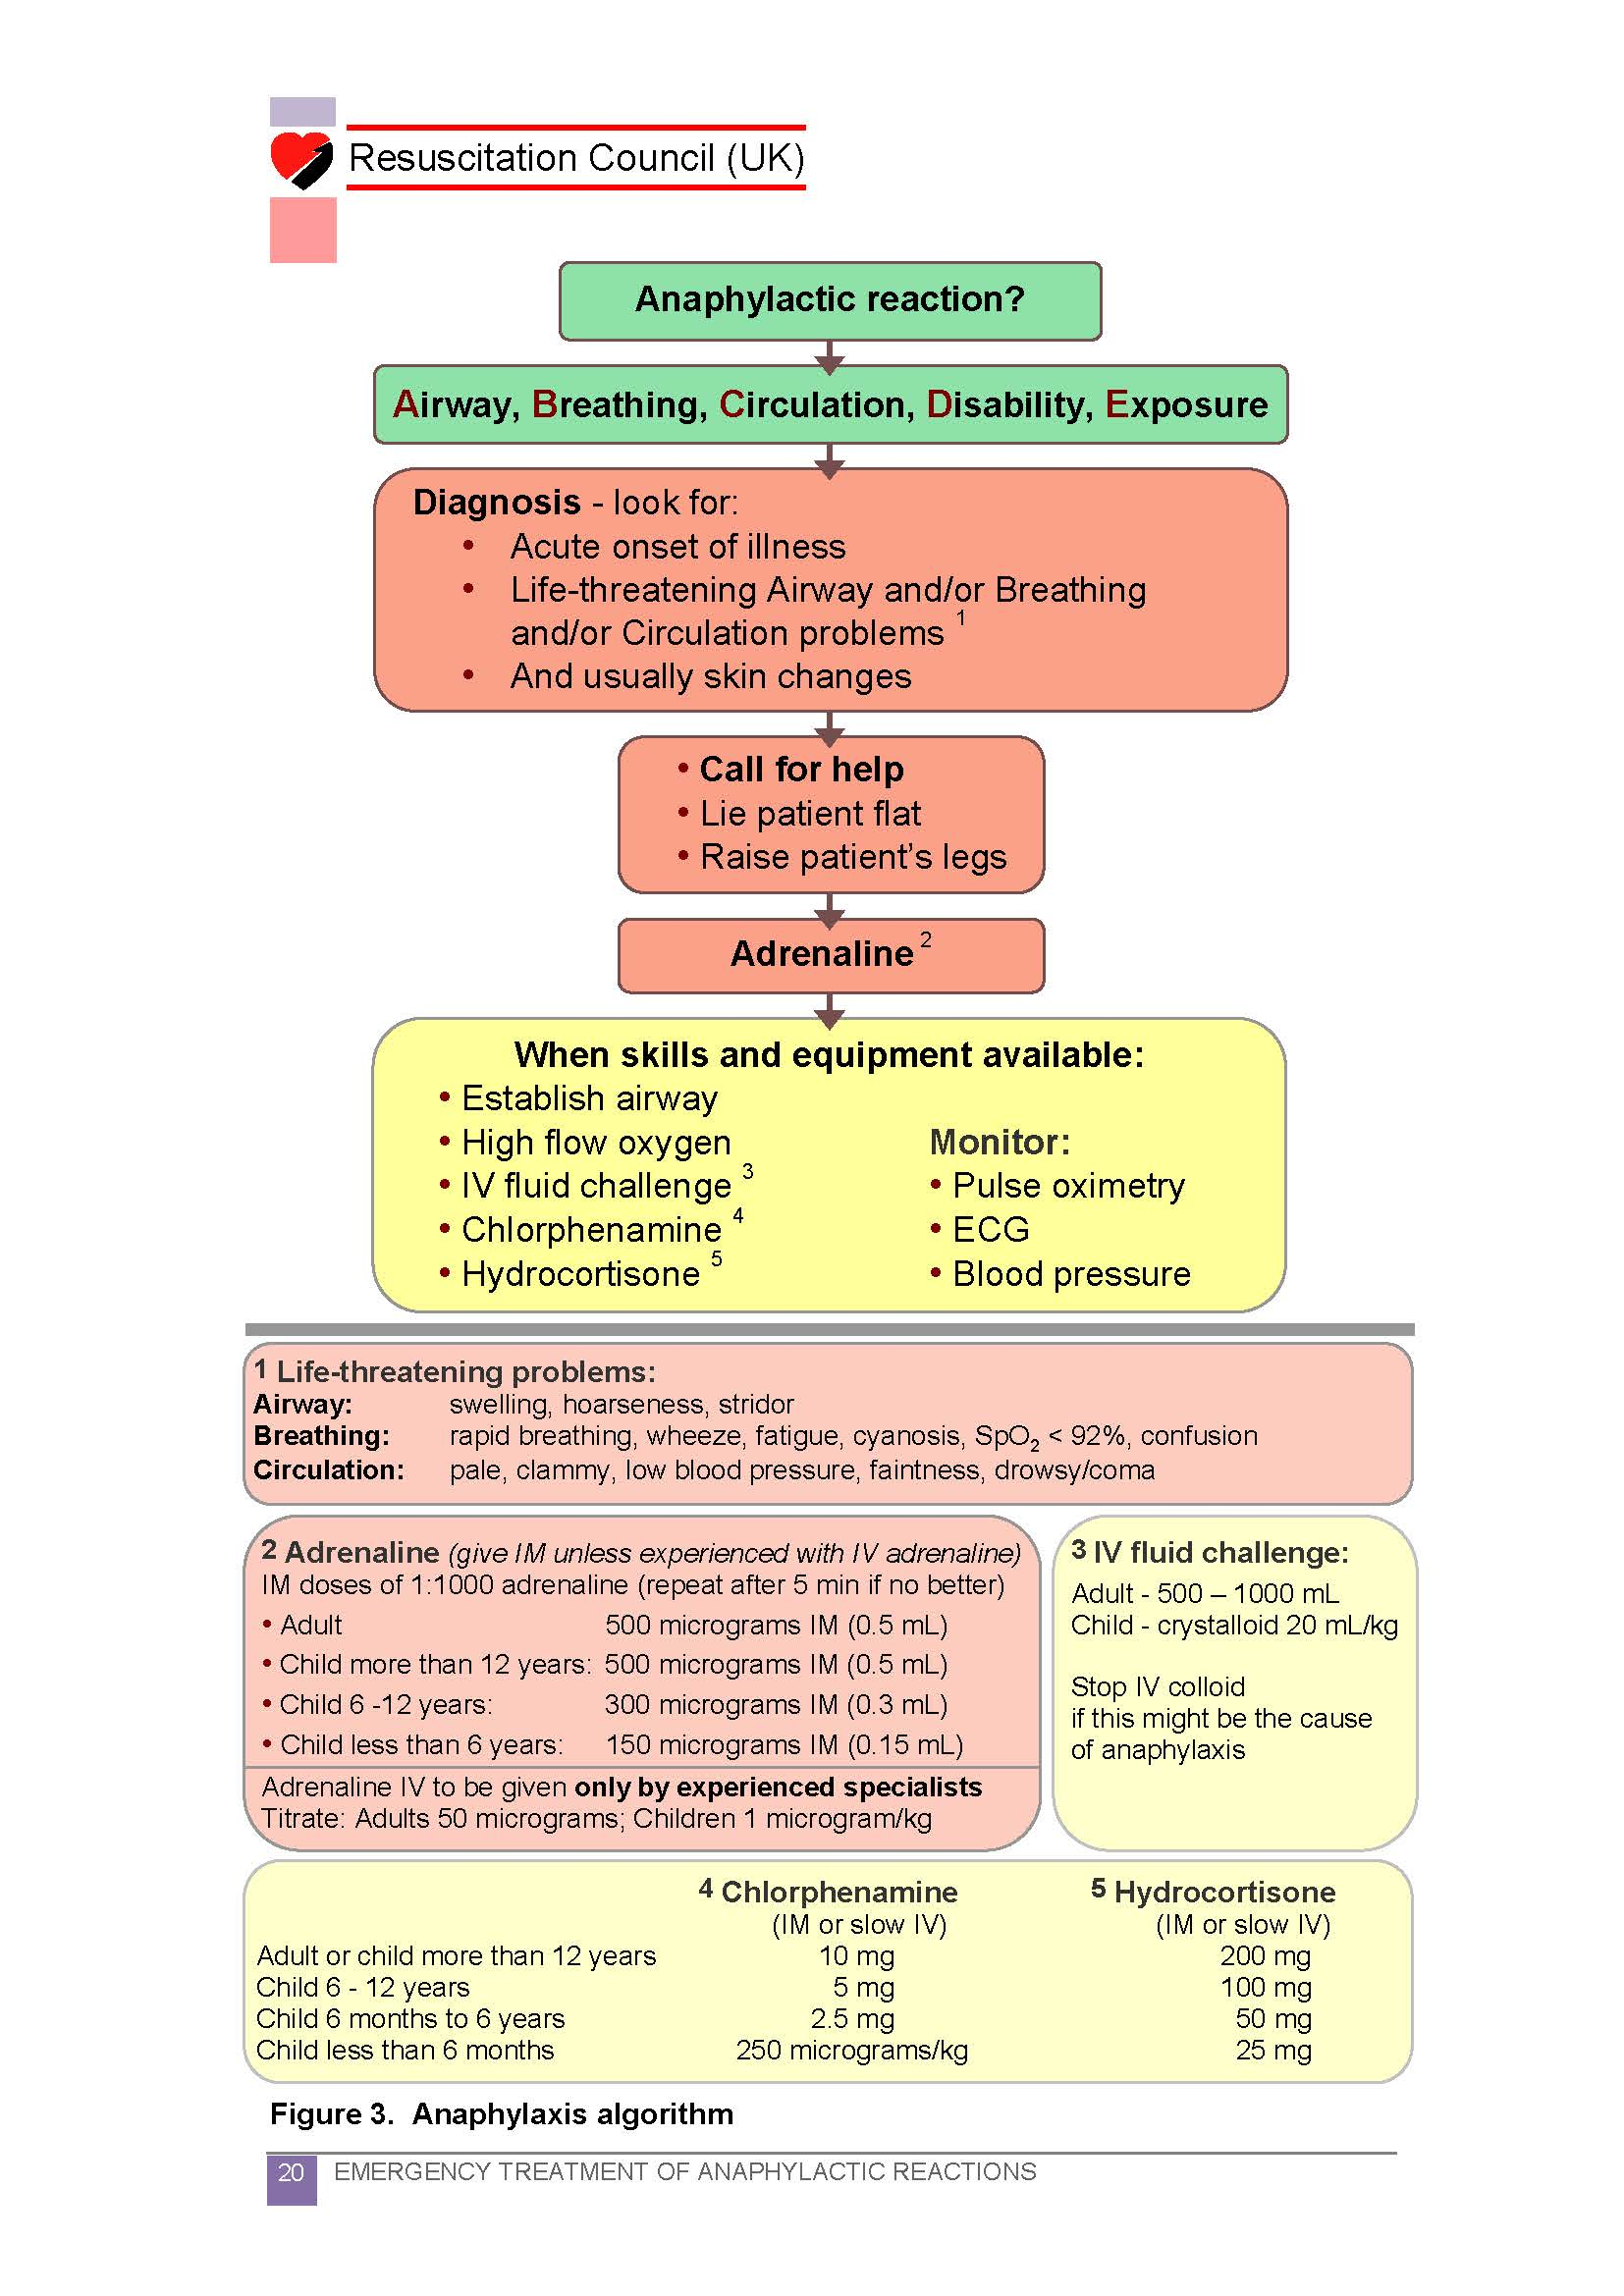 Resuscitation Council (UK)
Anaphylactic reaction?
Airway, Breathing, Circulation, Disability, Exposure
Diagnosis - look for:
• Acute onset of illness
• Life-threatening Airway and/or Breathing
and/or Circulation problems 1
• And usually skin changes
• Call for help
• Lie patient flat
• Raise patient's legs
Adrenaline 2
When skills and equipment available:
• Establish airway
• High flow oxygen
• IV fluid challenge 3
• Chlorphenamine 4
• Hydrocortisone 5
Monitor:
• Pulse oximetry
• ECG
• Blood pressure
1 Life-threatening problems:
Airway: swelling, hoarseness, stridor
Breathing: rapid breathing, wheeze, fatigue, cyanosis, SpO2 < 92%, confusion
Circulation: pale, clammy, low blood pressure, faintness, drowsy/coma
2 Adrenaline (give IM unless experienced with IV adrenaline)
IM doses of 1:1000 adrenaline (repeat after 5 min if no better)
• Adult 500 micrograms IM (0.5 mL)
• Child more than 12 years: 500 micrograms IM (0.5 mL)
• Child 6 -12 years: 300 micrograms IM (0.3 mL)
• Child less than 6 years: 150 micrograms IM (0.15 mL)
Adrenaline IV to be given only by experienced specialists
Titrate: Adults 50 micrograms; Children 1 microgram/kg
3 IV fluid challenge:
Adult - 500 – 1000 mL
Child - crystalloid 20 mL/kg
Stop IV colloid
if this might be the cause
of anaphylaxis
4 Chlorphenamine 5 Hydrocortisone
(IM or slow IV) (IM or slow IV)
Adult or child more than 12 years 10 mg 200 mg
Child 6 - 12 years 5 mg 100 mg
Child 6 months to 6 years 2.5 mg 50 mg
Child less than 6 months 250 micrograms/kg 25 mg
Figure 3. Anaphylaxis algorithm
20 EMERGENCY TREATMENT OF ANAPHYLACTIC REACTIONS